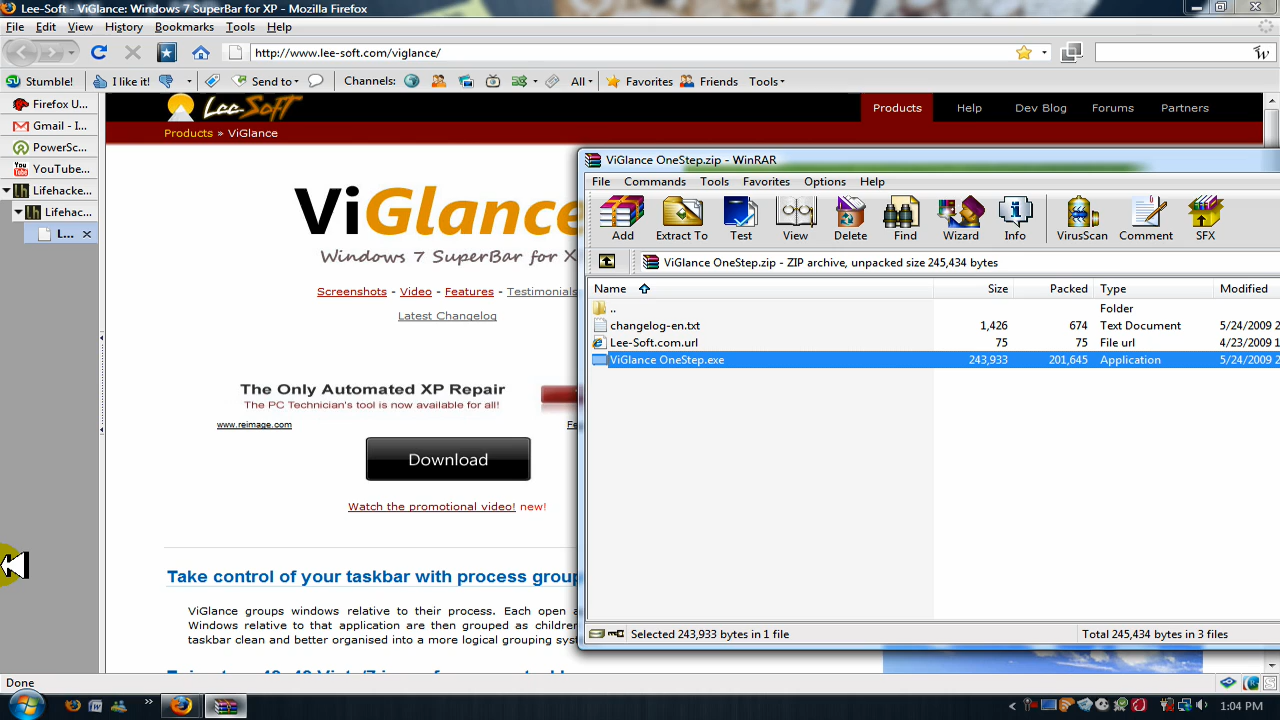 Lee-Soft - ViGlance: Windows 7 SuperBar for XP - Mozilla Firefox
File Edit View History Bookmarks Tools Help
http://www.lee-soft.com/viglance/
Stumble! I like it! Send to Channels: All Favorites Friends Tools
Firefox U...
Gmail - I...
PowerSc...
YouTube...
Lifehacke...
Lifehac...
L...
Lee-Soft
Products Help Dev Blog Forums Partners
Products » ViGlance
ViGlance
Windows 7 SuperBar for X
Screenshots - Video - Features - Testimonials
Latest Changelog
The Only Automated XP Repair
The PC Technician's tool is now available for all!
www.reimage.com
Fe
Download
Watch the promotional video! new!
Take control of your taskbar with process group
ViGlance groups windows relative to their process. Each open a
Windows relative to that application are then grouped as children
taskbar clean and better organised into a more logical grouping sys
ViGlance OneStep.zip - WinRAR
File Commands Tools Favorites Options Help
Add Extract To Test View Delete Find Wizard Info VirusScan Comment SFX
ViGlance OneStep.zip - ZIP archive, unpacked size 245,434 bytes
Name Size Packed Type Modified
.. Folder
changelog-en.txt 1,426 674 Text Document 5/24/2009 2
Lee-Soft.com.url 75 75 File url 4/23/2009 1
ViGlance OneStep.exe 243,933 201,645 Application 5/24/2009 2
Selected 243,933 bytes in 1 file
Total 245,434 bytes in 3 files
Done
1:04 PM